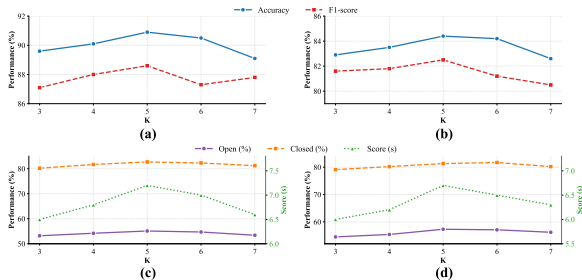 Accuracy F1-score
92
90
88
86
Performance (%)
3 4 5 6 7
K
(a)
86
84
82
80
Performance (%)
3 4 5 6 7
K
(b)
Open (%) Closed (%) Score (s)
80
70
60
50
Performance (%)
7.5
7.0
6.5
6.0
Score (s)
3 4 5 6 7
K
(c)
80
70
60
Performance (%)
7.0
6.5
6.0
5.5
Score (s)
3 4 5 6 7
K
(d)